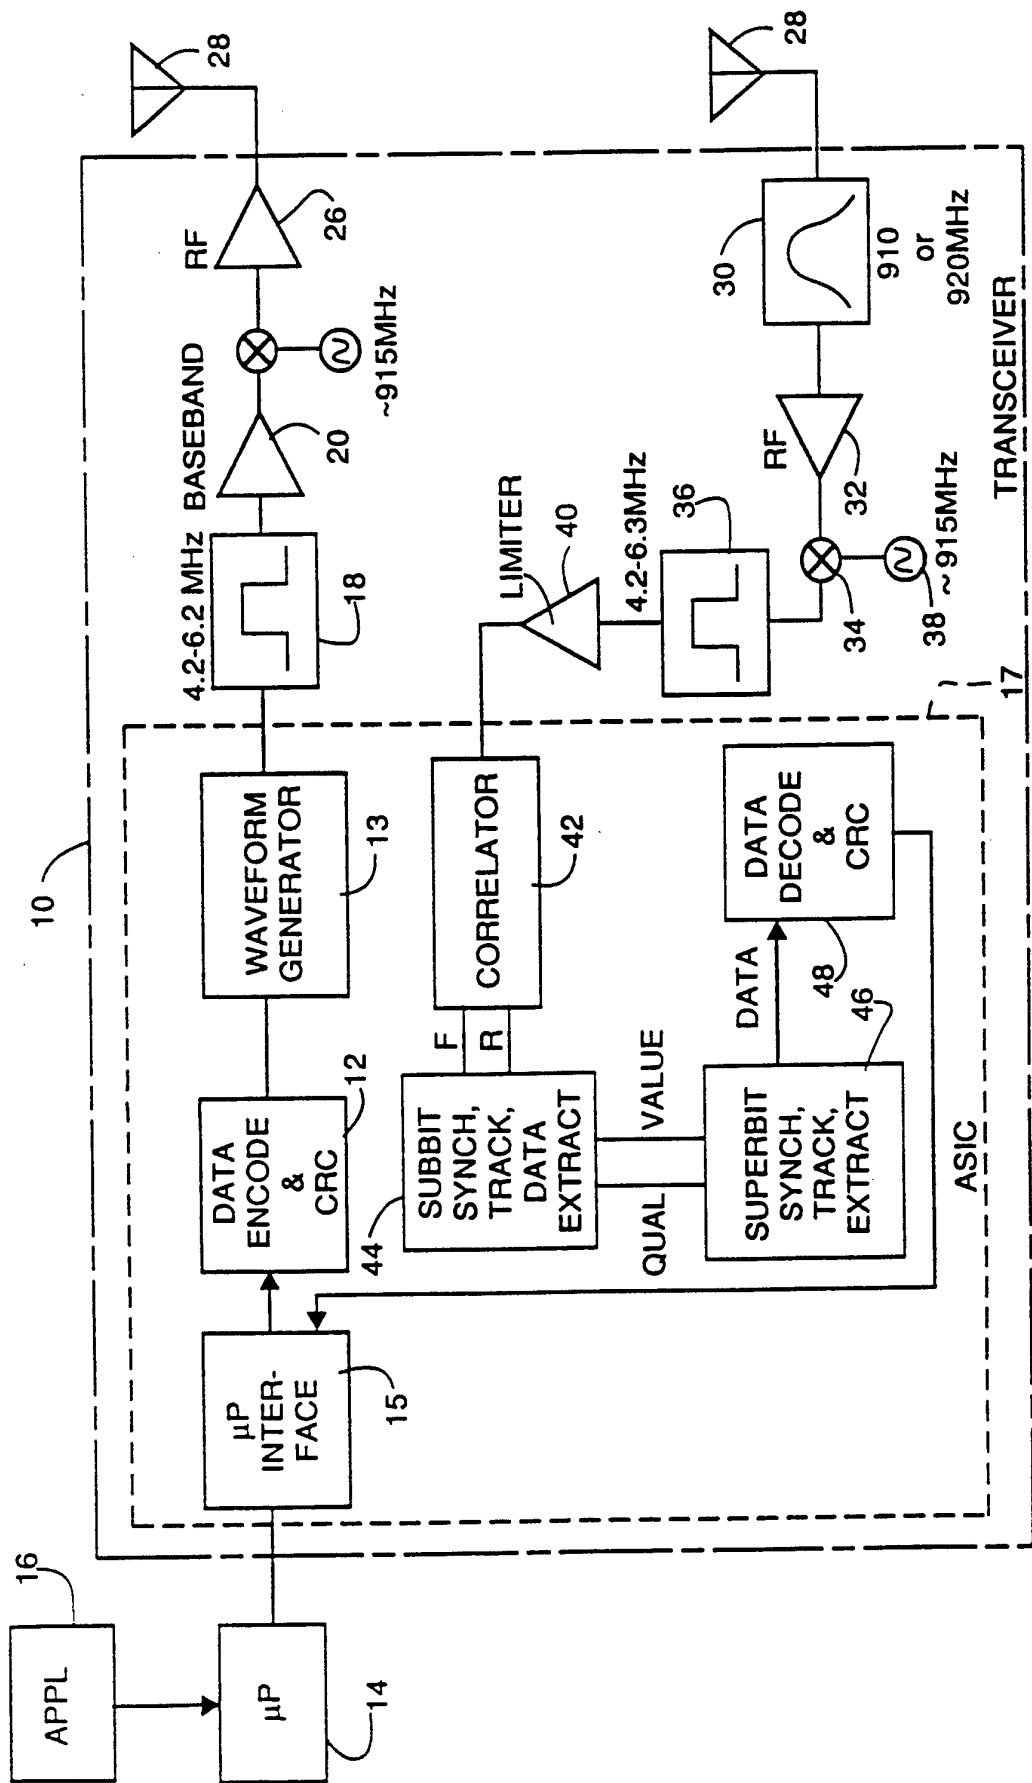 16
APPL
µP
14
10
µP
INTER-
FACE
15
DATA
ENCODE
&
CRC
12
WAVEFORM
GENERATOR
13
4.2-6.2 MHz
18
BASEBAND
20
~915MHz
RF
26
28
44
SUBBIT
SYNCH,
TRACK,
DATA
EXTRACT
F
R
CORRELATOR
42
LIMITER
40
4.2-6.3MHz
36
34
38
~915MHz
RF
32
30
910
or
920MHz
28
QUAL
VALUE
SUPERBIT
SYNCH,
TRACK,
EXTRACT
46
DATA
DATA
DECODE
&
CRC
48
ASIC
17
TRANSCEIVER